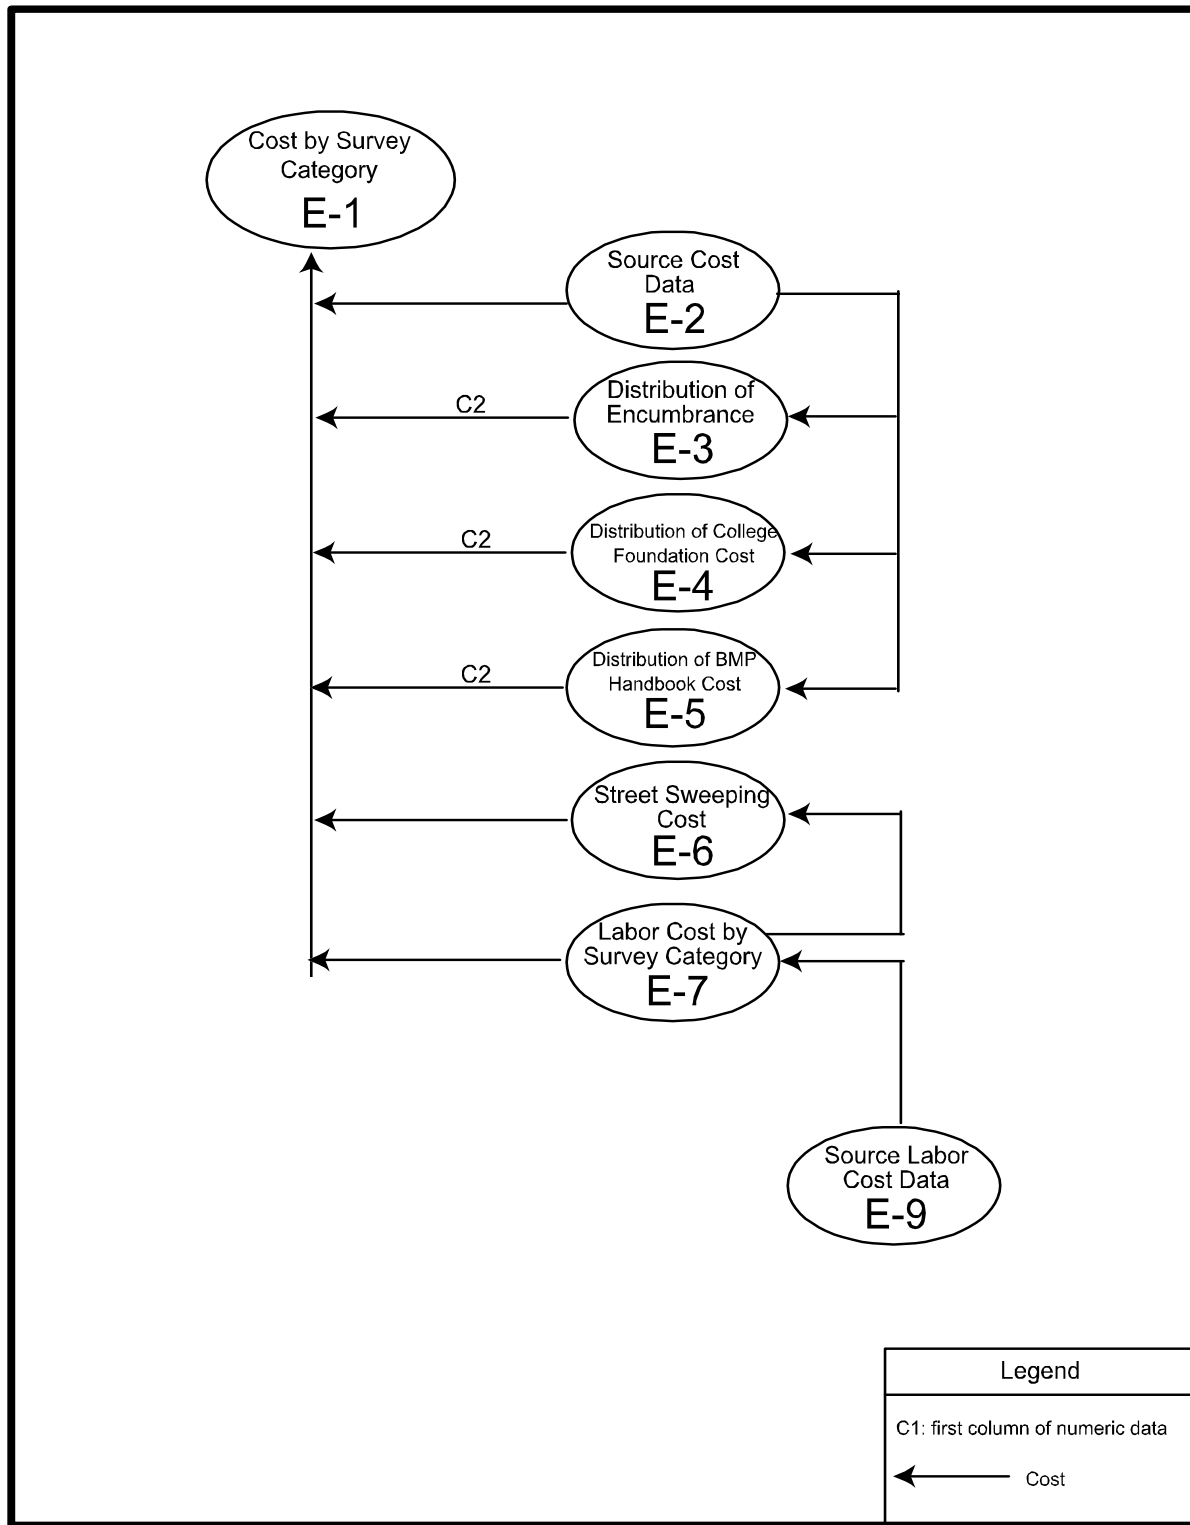 Cost by Survey
Category
E-1
Source Cost
Data
E-2
Distribution of
Encumbrance
E-3
C2
Distribution of College
Foundation Cost
E-4
C2
Distribution of BMP
Handbook Cost
E-5
C2
Street Sweeping
Cost
E-6
Labor Cost by
Survey Category
E-7
Source Labor
Cost Data
E-9
Legend
C1: first column of numeric data
Cost